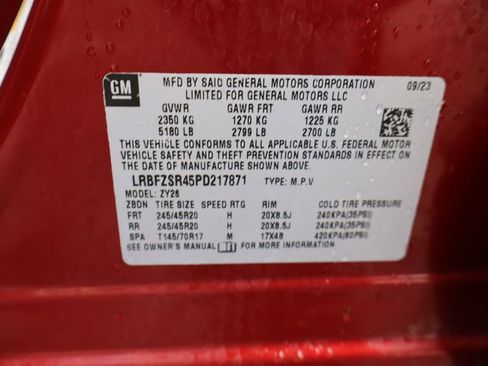 GM
MFD BY SAIC GENERAL MOTORS CORPORATION
LIMITED FOR GENERAL MOTORS LLC
09/23
GVWR GAWR FRT GAWR RR
2350 KG 1270 KG 1225 KG
5180 LB 2799 LB 2700 LB
THIS VEHICLE CONFORMS TO ALL APPLICABLE U.S. FEDERAL MOTOR
VEHICLE SAFETY AND THEFT PREVENTION STANDARDS IN EFFECT ON
THE DATE OF MANUFACTURE SHOWN ABOVE.
LRBFZSR45PD217871 TYPE: M.P.V
MODEL: ZY26
ZBDN TIRE SIZE SPEED RTG RIM COLD TIRE PRESSURE
FRT 245/45R20 H 20X8.5J 240KPA(35PSI)
RR 245/45R20 H 20X8.5J 240KPA(35PSI)
SPA T145/70R17 M 17X4B 420KPA(60PSI)
SEE OWNER'S MANUAL FOR MORE INFORMATION